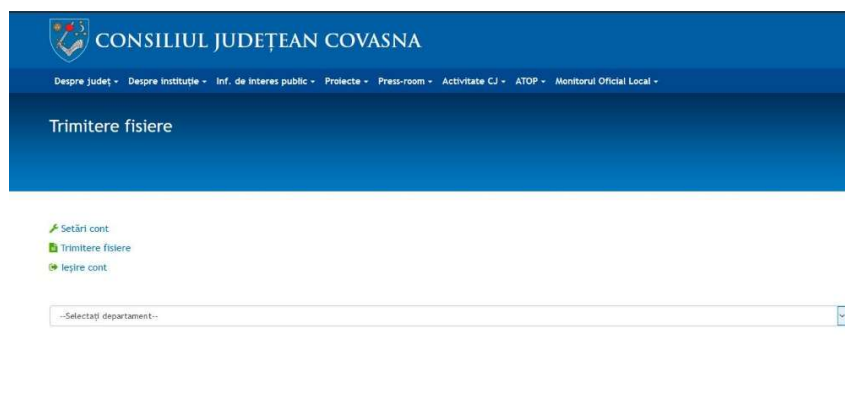 CONSILIUL JUDEȚEAN COVASNA
Despre județ Despre instituție Inf. de interes public Proiecte Press-room Activitate CJ ATOP Monitorul Oficial Local
Trimitere fisiere
Setări cont
Trimitere fisiere
Ieșire cont
--Selectați departament--